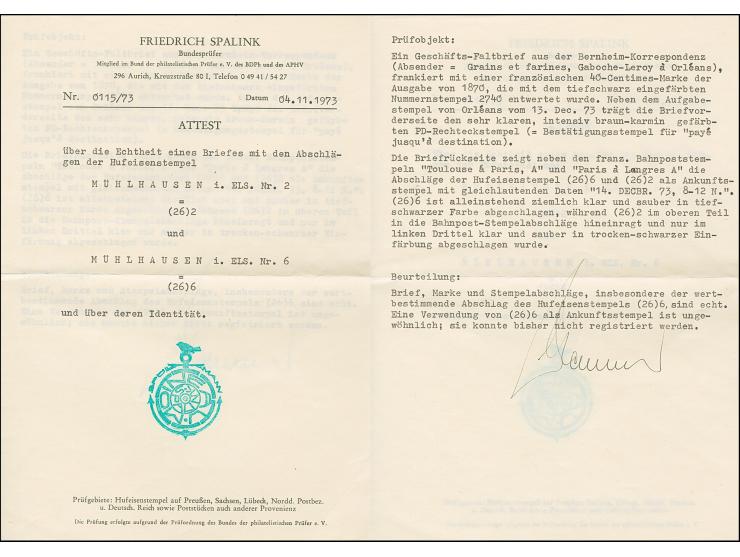 FRIEDRICH SPALINK
Bundesprüfer
Mitglied im Bund der philatelistischen Prüfer e. V. des BDPh und des APHV
296 Aurich, Kreuzstraße 80 I, Telefon 0 49 41 / 54 27
Nr. 0115/73 Datum 04.11.1973
ATTEST
über die Echtheit eines Briefes mit den Abschlä-
gen der Hufeisenstempel
MÜHLHAUSEN i. ELS. Nr. 2
=
(26)2
und
MÜHLHAUSEN i. ELS. Nr. 6
=
(26)6
und über deren Identität.
Prüfgebiete: Hufeisenstempel auf Preußen, Sachsen, Lübeck, Nordd. Postbez.
u. Deutsch. Reich sowie Poststücken auch anderer Provenienz
Die Prüfung erfolgte aufgrund der Prüfordnung des Bundes der philatelistischen Prüfer e. V.
Prüfobjekt:
Ein Geschäfts-Faltbrief aus der Bernheim-Korrespondenz
(Absender = Grains et farines, Gaboche-Leroy à Orléans),
frankiert mit einer französischen 40-Centimes-Marke der
Ausgabe von 1870, die mit dem tiefschwarz eingefärbten
Nummernstempel 2740 entwertet wurde. Neben dem Aufgabe-
stempel von Orléans vom 13. Dec. 73 trägt die Briefvor-
derseite den sehr klaren, intensiv braun-karmin gefärb-
ten PD-Rechteckstempel (= Bestätigungsstempel für "payé
jusqu'à destination).
Die Briefrückseite zeigt neben den franz. Bahnpoststem-
peln "Toulouse à Paris, A" und "Paris à Langres A" die
Abschläge der Hufeisenstempel (26)6 und (26)2 als Ankunfts-
stempel mit gleichlautenden Daten "14. DECBR. 73, 8-12 N.".
(26)6 ist alleinstehend ziemlich klar und sauber in tief-
schwarzer Farbe abgeschlagen, während (26)2 im oberen Teil
in die Bahnpost-Stempelabschläge hineinragt und nur im
linken Drittel klar und sauber in trocken-schwarzer Ein-
färbung abgeschlagen wurde.
Beurteilung:
Brief, Marke und Stempelabschläge, insbesondere der wert-
bestimmende Abschlag des Hufeisenstempels (26)6, sind echt.
Eine Verwendung von (26)6 als Ankunftsstempel ist unge-
wöhnlich; sie konnte bisher nicht registriert werden.